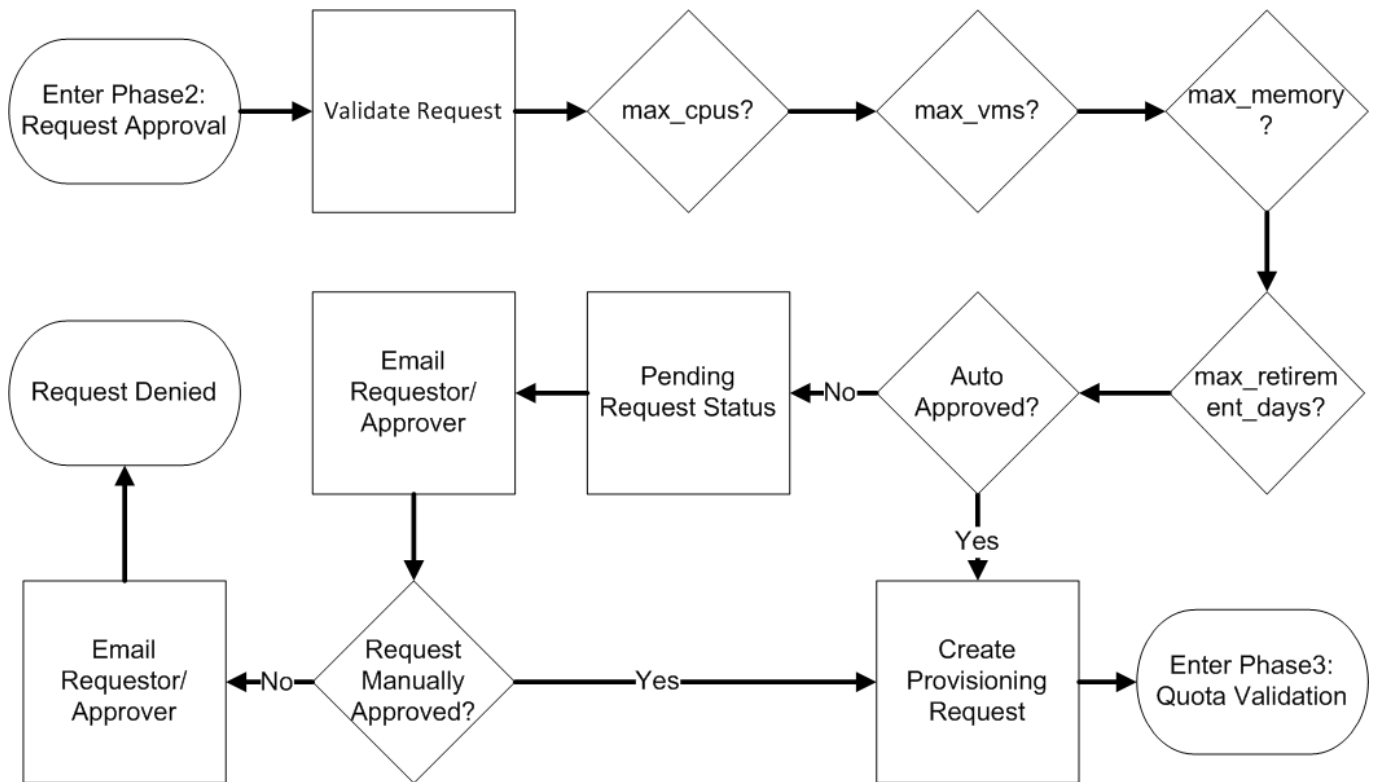 Enter Phase2:
Request Approval
Validate Request
max_cpus?
max_vms?
max_memory
?
Request Denied
Email
Requestor/
Approver
Pending
Request Status
No
Auto
Approved?
max_retirem
ent_days?
Yes
Email
Requestor/
Approver
No
Request
Manually
Approved?
Yes
Create
Provisioning
Request
Enter Phase3:
Quota Validation